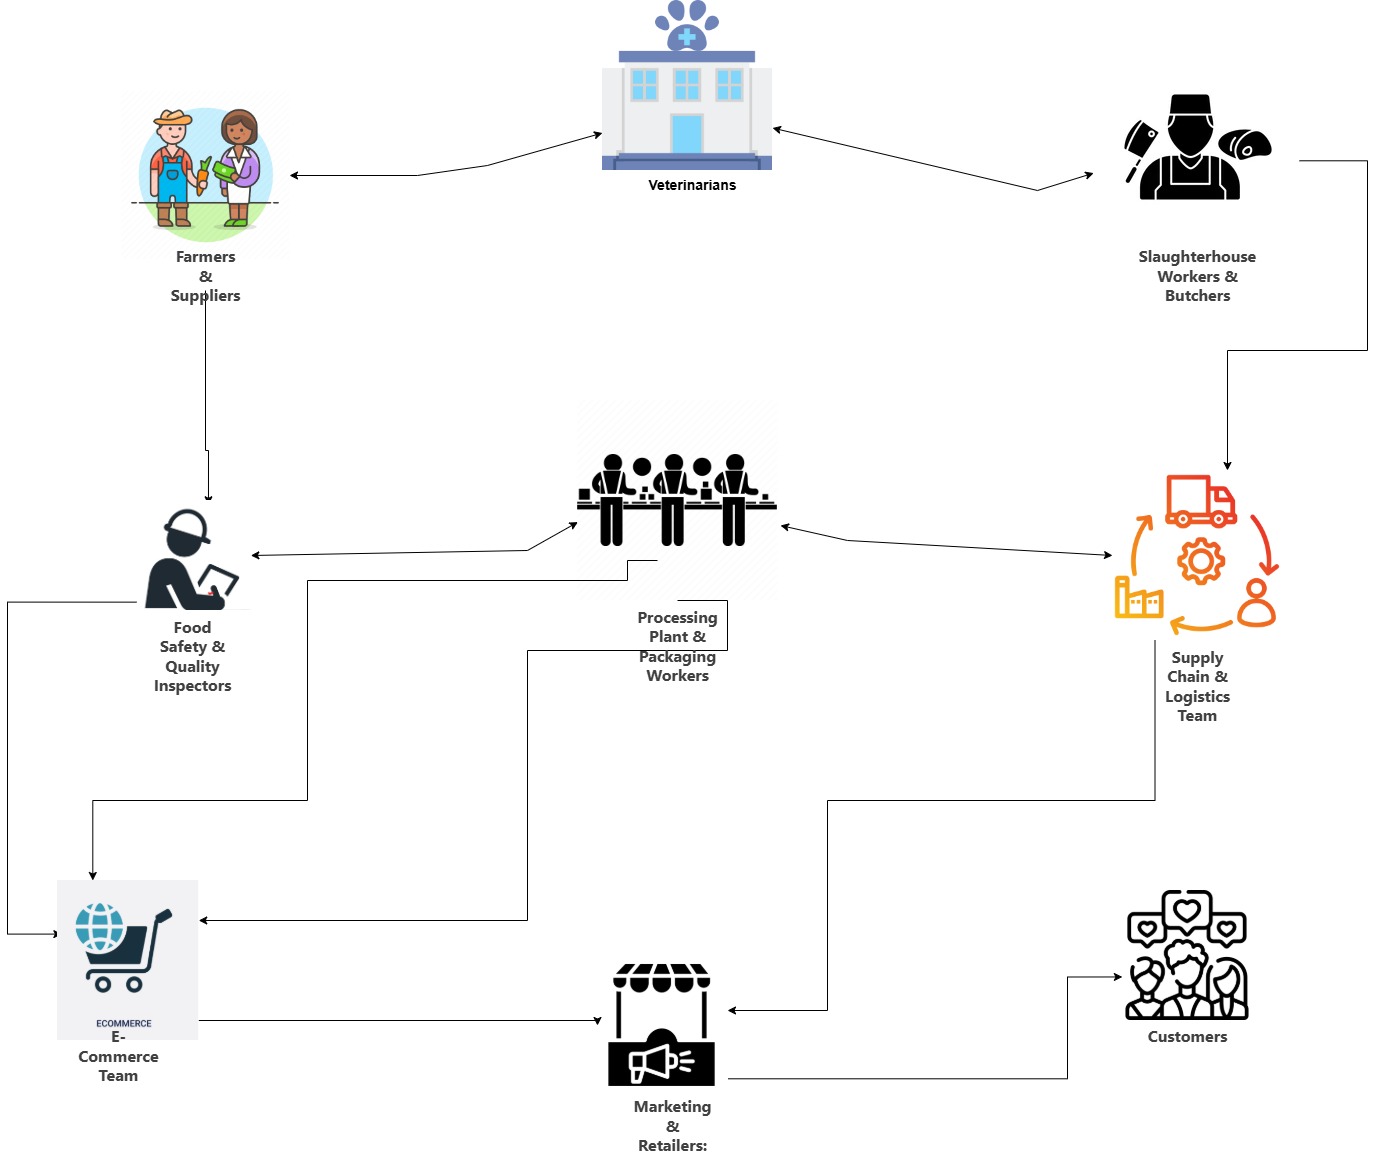 Veterinarians
Farmers
&
Suppliers
Slaughterhouse
Workers &
Butchers
Food
Safety &
Quality
Inspectors
Processing
Plant &
Packaging
Workers
Supply
Chain &
Logistics
Team
ECOMMERCE
E-
Commerce
Team
Marketing
&
Retailers:
Customers